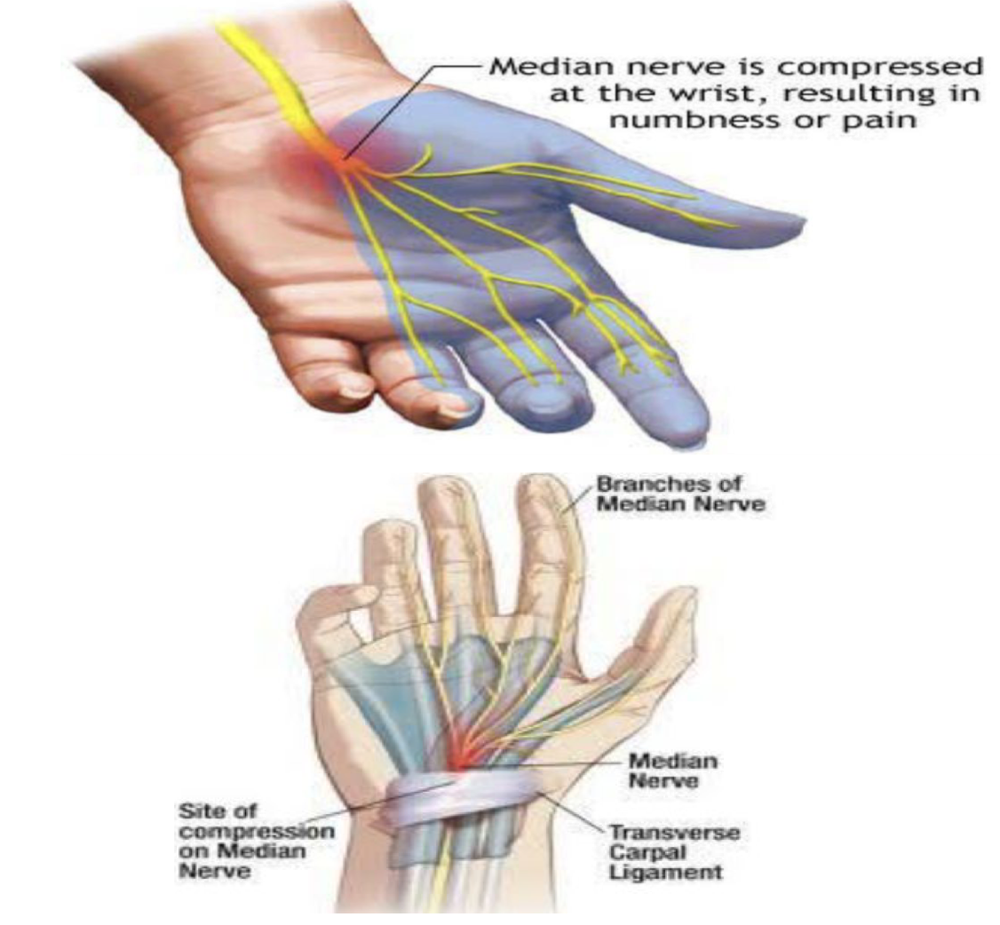 Median nerve is compressed
at the wrist, resulting in
numbness or pain
Branches of
Median Nerve
Median
Nerve
Site of
compression
on Median
Nerve
Transverse
Carpal
Ligament